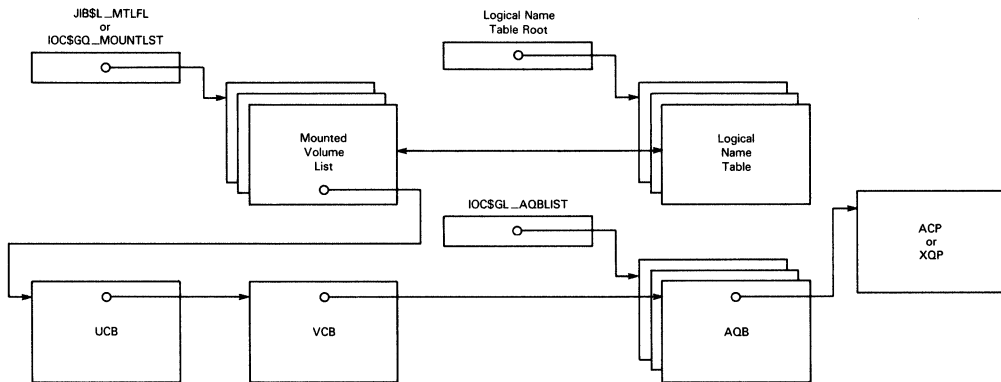 JIB$L_MTLFL
or
IOC$GQ_MOUNTLST
Logical Name
Table Root
Mounted
Volume
List
Logical
Name
Table
IOC$GL_AQBLIST
ACP
or
XQP
UCB
VCB
AQB